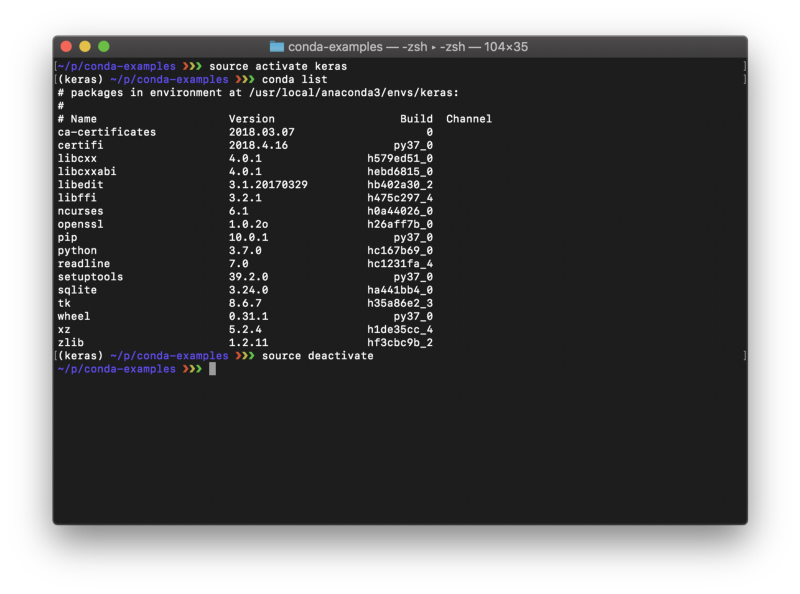 conda-examples — -zsh ▸ -zsh — 104×35
[~/p/conda-examples ❯❯❯ source activate keras ]
[(keras) ~/p/conda-examples ❯❯❯ conda list ]
# packages in environment at /usr/local/anaconda3/envs/keras:
#
# Name                    Version                   Build  Channel
ca-certificates           2018.03.07                    0
certifi                   2018.4.16                py37_0
libcxx                    4.0.1                h579ed51_0
libcxxabi                 4.0.1                hebd6815_0
libedit                   3.1.20170329         hb402a30_2
libffi                    3.2.1                h475c297_4
ncurses                   6.1                  h0a44026_0
openssl                   1.0.2o               h26aff7b_0
pip                       10.0.1                   py37_0
python                    3.7.0                hc167b69_0
readline                  7.0                  hc1231fa_4
setuptools                39.2.0                   py37_0
sqlite                    3.24.0               ha441bb4_0
tk                        8.6.7                h35a86e2_3
wheel                     0.31.1                   py37_0
xz                        5.2.4                h1de35cc_4
zlib                      1.2.11               hf3cbc9b_2
[(keras) ~/p/conda-examples ❯❯❯ source deactivate ]
~/p/conda-examples ❯❯❯